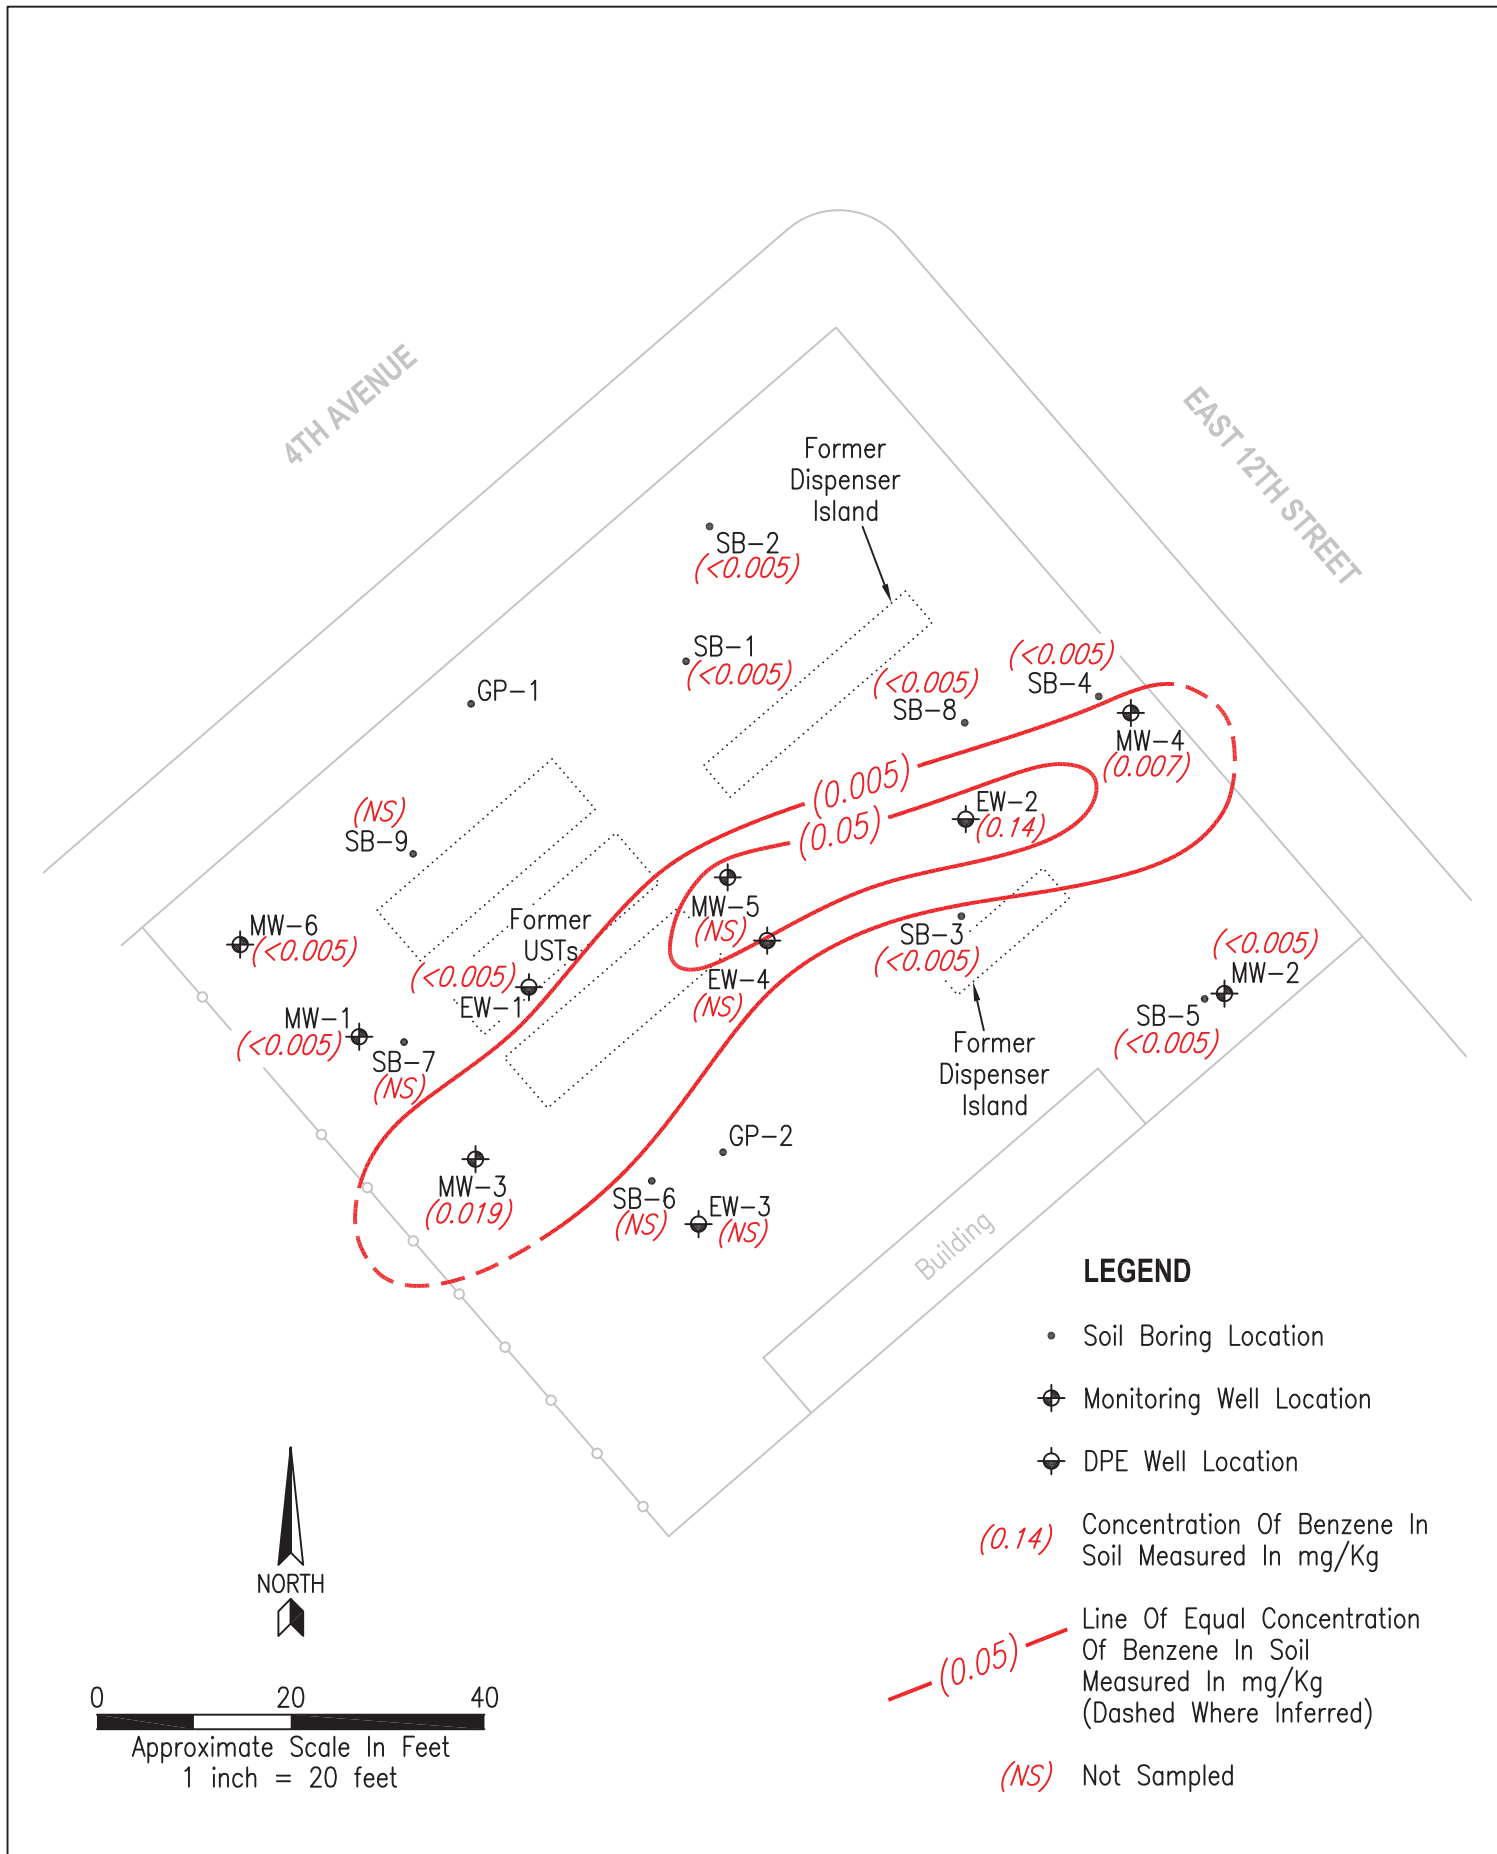 4TH AVENUE
EAST 12TH STREET
Former
Dispenser
Island
SB-2
(<0.005)
SB-1
(<0.005)
GP-1
(<0.005)
SB-4
(<0.005)
SB-8
MW-4
(0.007)
(0.005)
(0.05)
EW-2
(0.14)
(NS)
SB-9
MW-5
(NS)
Former
USTs
MW-6
(<0.005)
(<0.005)
EW-1
EW-4
(NS)
SB-3
(<0.005)
(<0.005)
MW-2
SB-5
(<0.005)
MW-1
(<0.005)
SB-7
(NS)
Former
Dispenser
Island
GP-2
MW-3
(0.019)
SB-6
(NS)
EW-3
(NS)
Building
LEGEND
Soil Boring Location
Monitoring Well Location
DPE Well Location
(0.14) Concentration Of Benzene In
Soil Measured In mg/Kg
Line Of Equal Concentration
Of Benzene In Soil
(0.05) Measured In mg/Kg
(Dashed Where Inferred)
(NS) Not Sampled
NORTH
0 20 40
Approximate Scale In Feet
1 inch = 20 feet